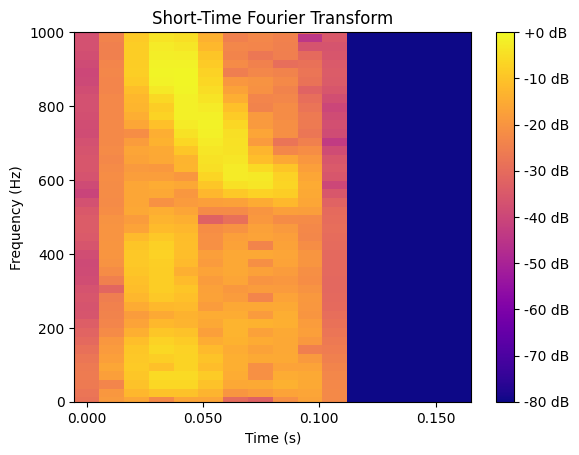 Short-Time Fourier Transform
Frequency (Hz)
1000
800
600
400
200
0
0.000
0.050
0.100
0.150
Time (s)
+0 dB
-10 dB
-20 dB
-30 dB
-40 dB
-50 dB
-60 dB
-70 dB
-80 dB